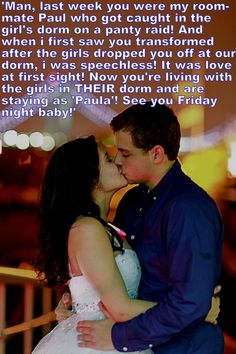 'Man, last week you were my room-
mate Paul who got caught in the
girl's dorm on a panty raid! And
when i first saw you transformed
after the girls dropped you off at our
dorm, i was speechless! It was love
at first sight! Now you're living with
the girls in THEIR dorm and are
staying as 'Paula'! See you Friday
night baby!'